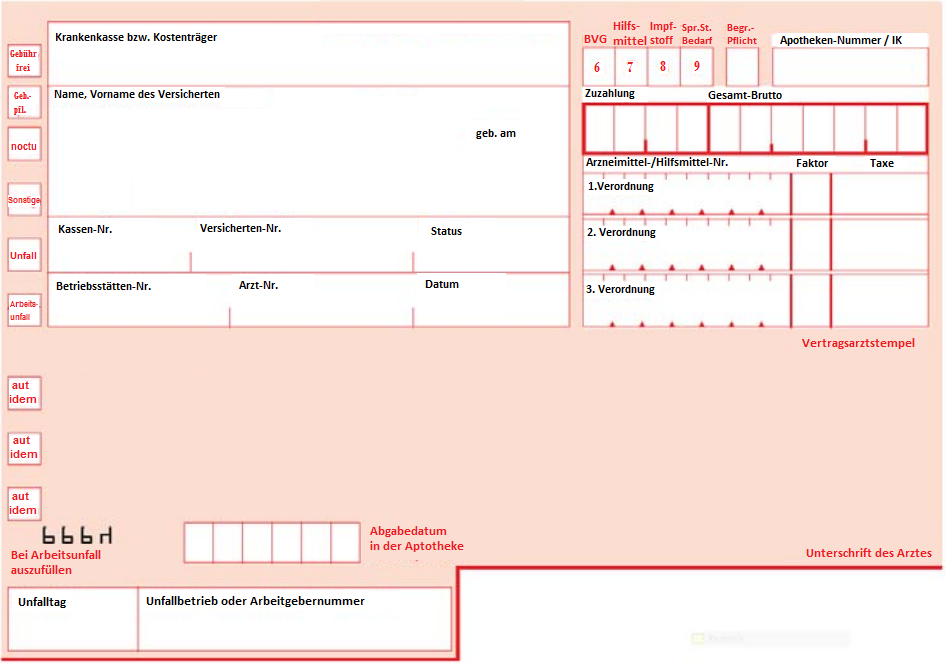 Krankenkasse bzw. Kostenträger
Gebühr
frei
Name, Vorname des Versicherten
Geb.-
pfl.
geb. am
noctu
Sonstige
Kassen-Nr.
Versicherten-Nr.
Status
Unfall
Betriebsstätten-Nr.
Arzt-Nr.
Datum
Arbeits-
unfall
BVG
Hilfs-
mittel
Impf-
stoff
Spr.St.
Bedarf
Begr.-
Pflicht
Apotheken-Nummer / IK
6
7
8
9
Zuzahlung
Gesamt-Brutto
Arzneimittel-/Hilfsmittel-Nr.
Faktor
Taxe
1.Verordnung
2. Verordnung
3. Verordnung
Vertragsarztstempel
aut
idem
aut
idem
aut
idem
Bei Arbeitsunfall
auszufüllen
Abgabedatum
in der Aptotheke
Unterschrift des Arztes
Unfalltag
Unfallbetrieb oder Arbeitgebernummer